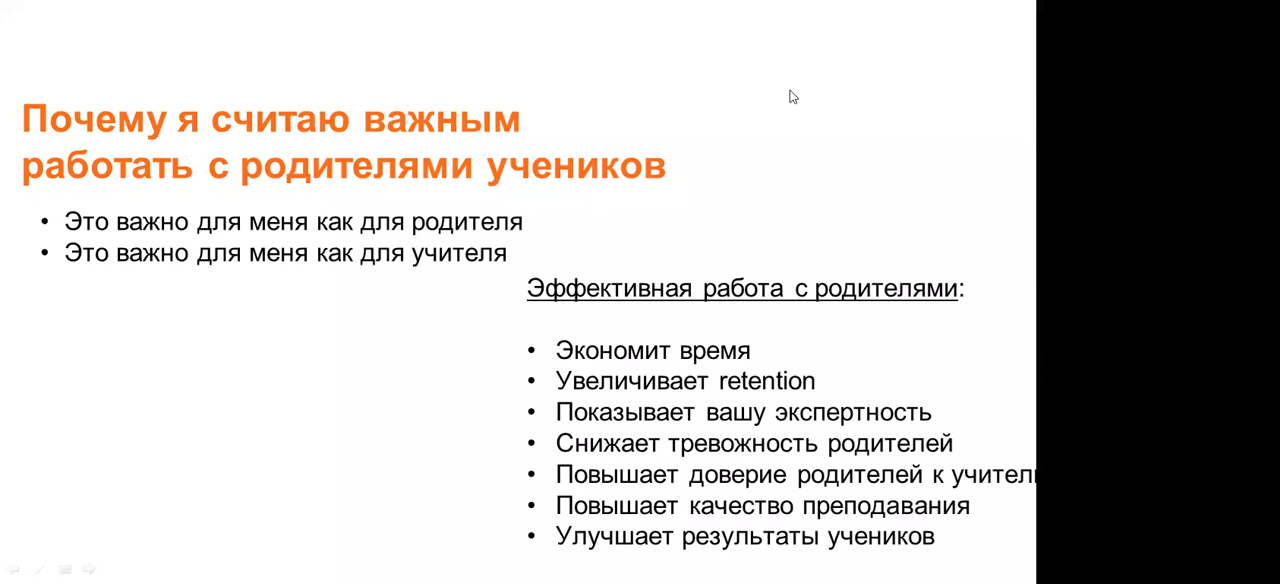 Почему я считаю важным
работать с родителями учеников
• Это важно для меня как для родителя
• Это важно для меня как для учителя
Эффективная работа с родителями:
• Экономит время
• Увеличивает retention
• Показывает вашу экспертность
• Снижает тревожность родителей
• Повышает доверие родителей к
• Повышает качество преподавания
• Улучшает результаты учеников